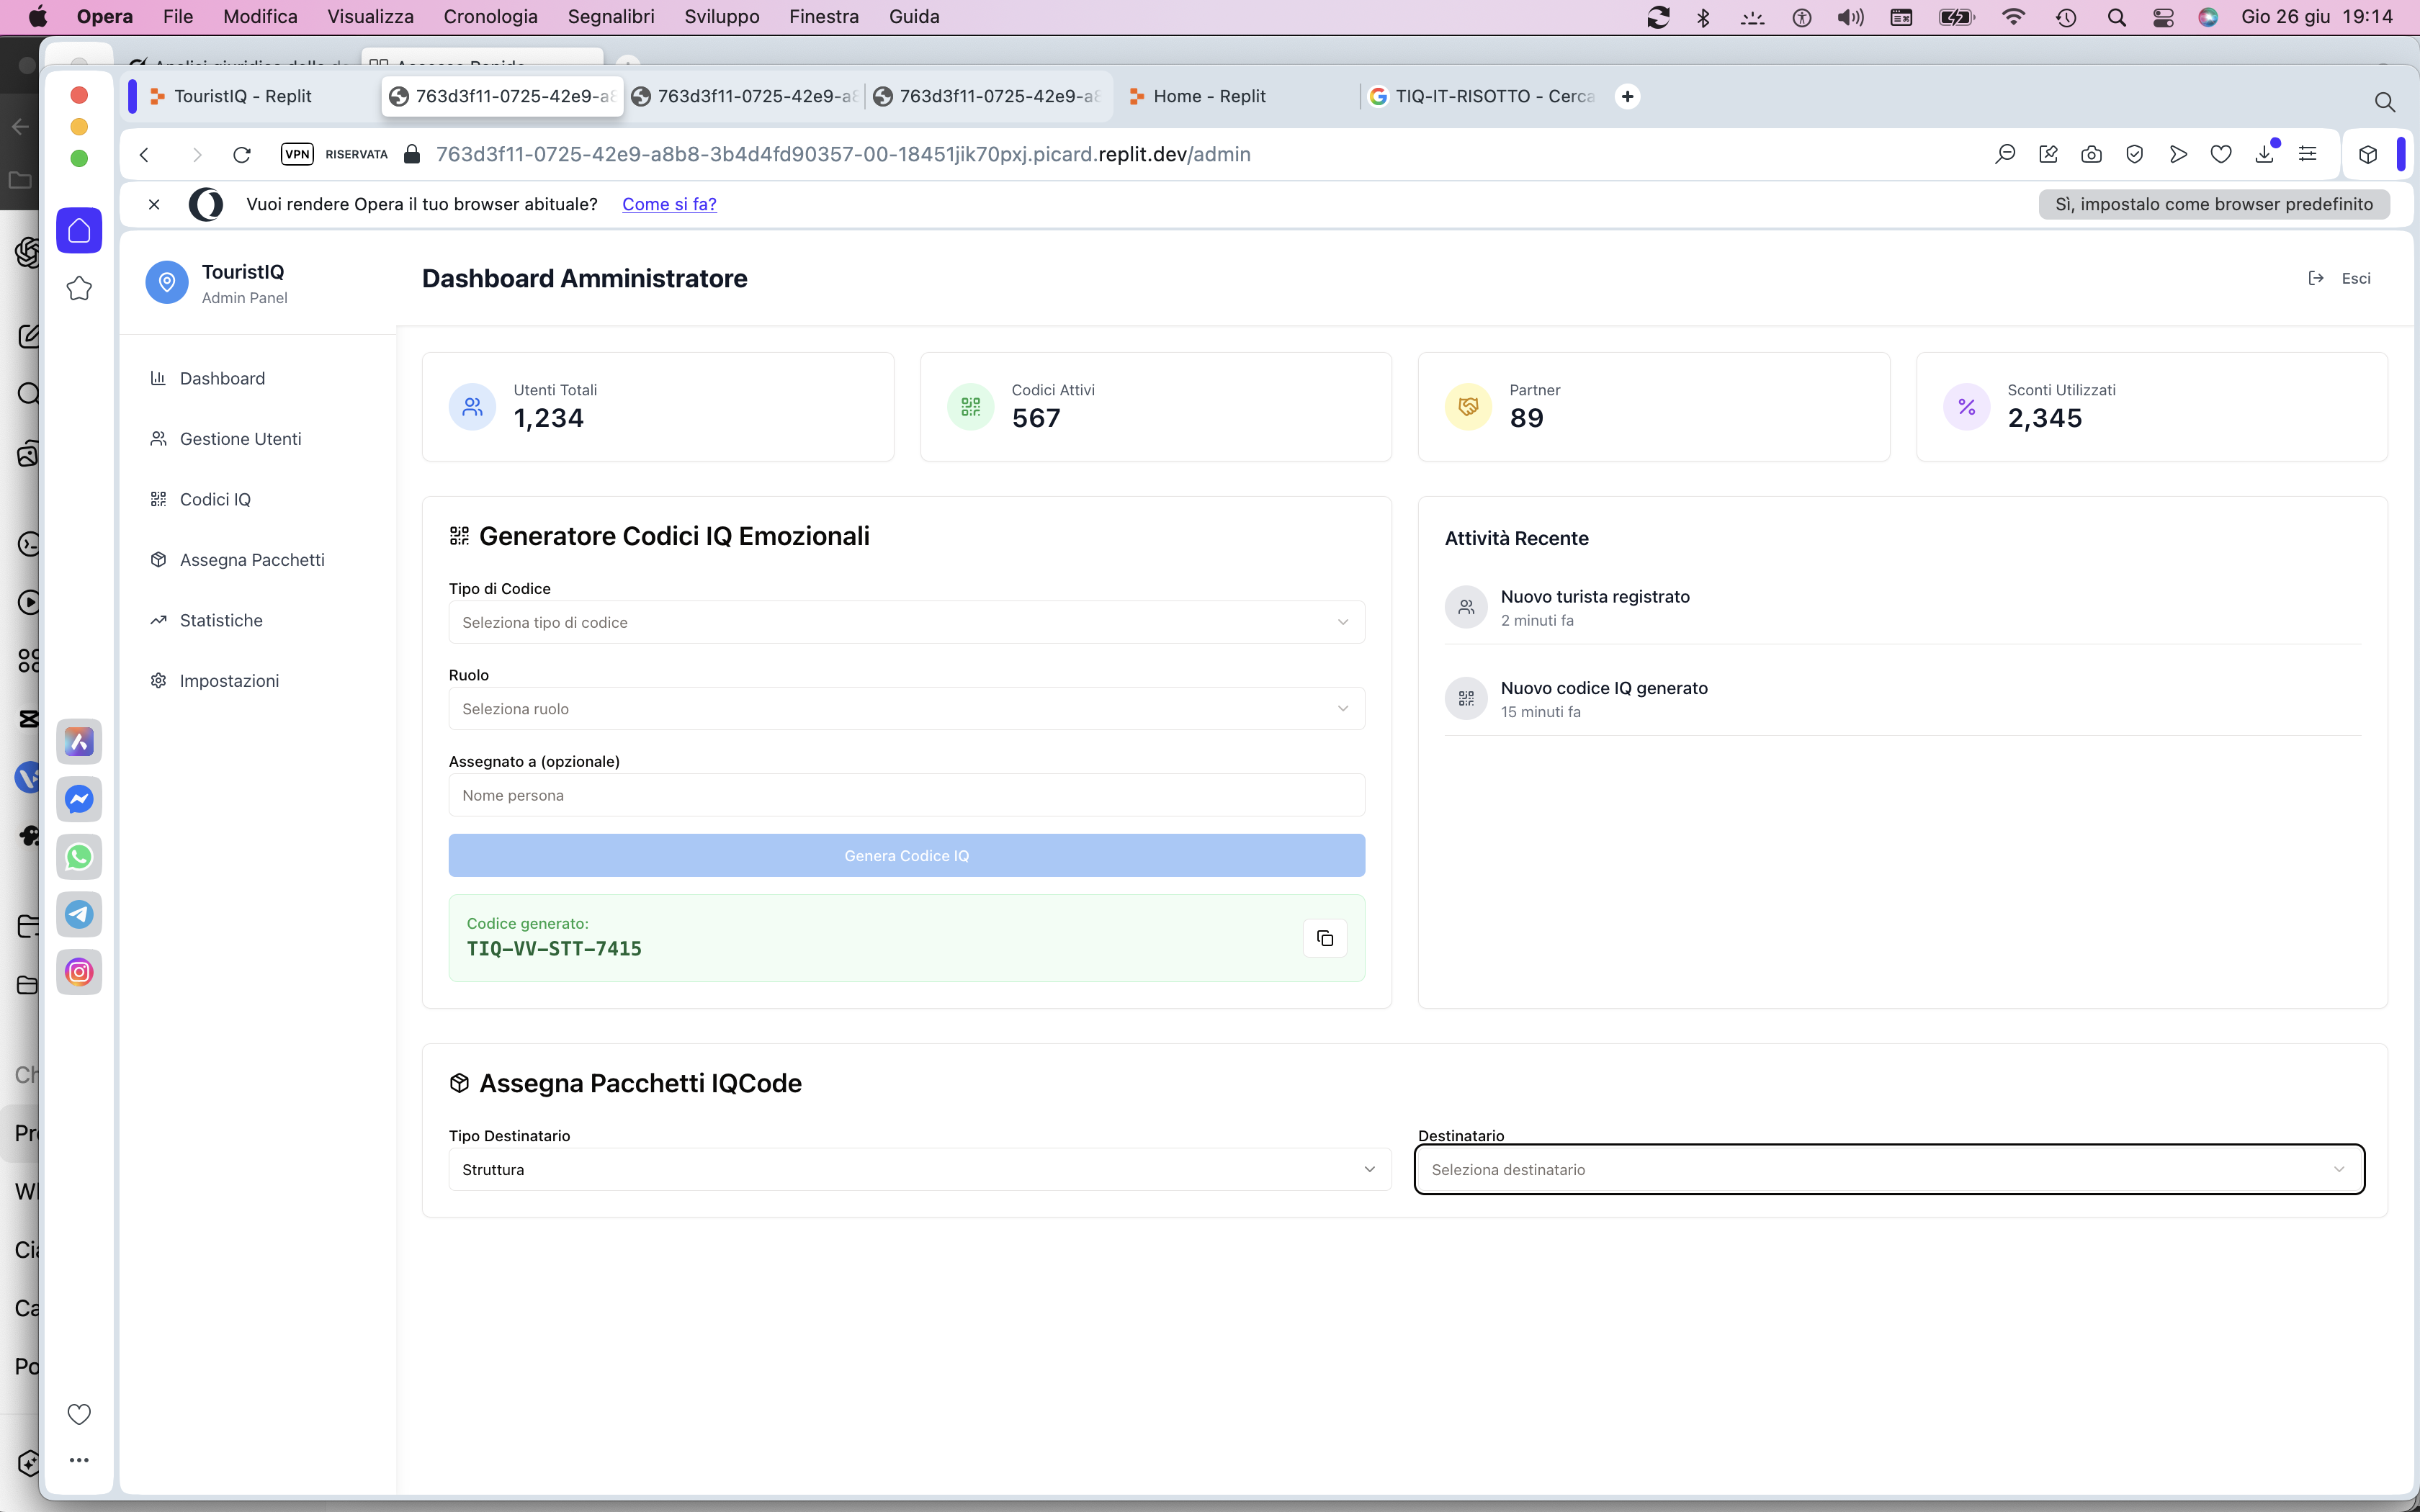 Opera File Modifica Visualizza Cronologia Segnalibri Sviluppo Finestra Guida Gio 26 giu 19:14
TouristIQ - Replit 763d3f11-0725-42e9-a8 763d3f11-0725-42e9-a8 763d3f11-0725-42e9-a8 Home - Replit TIQ-IT-RISOTTO - Cerca
VPN RISERVATA 763d3f11-0725-42e9-a8b8-3b4d4fd90357-00-18451jik70pxj.picard.replit.dev/admin
Vuoi rendere Opera il tuo browser abituale? Come si fa? Sì, impostalo come browser predefinito
TouristIQ
Admin Panel
Dashboard Amministratore
Esci
Dashboard
Gestione Utenti
Codici IQ
Assegna Pacchetti
Statistiche
Impostazioni
Utenti Totali
1,234
Codici Attivi
567
Partner
89
Sconti Utilizzati
2,345
Generatore Codici IQ Emozionali
Tipo di Codice
Seleziona tipo di codice
Ruolo
Seleziona ruolo
Assegnato a (opzionale)
Nome persona
Genera Codice IQ
Codice generato:
TIQ-VV-STT-7415
Attività Recente
Nuovo turista registrato
2 minuti fa
Nuovo codice IQ generato
15 minuti fa
Assegna Pacchetti IQCode
Tipo Destinatario
Struttura
Destinatario
Seleziona destinatario